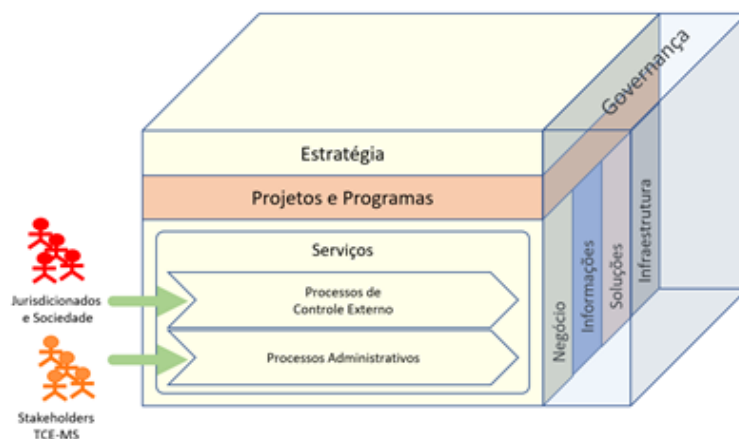 Governança
Estratégia
Projetos e Programas
Serviços
Processos de
Controle Externo
Processos Administrativos
Jurisdicionados
e Sociedade
Stakeholders
TCE-MS
Negócio
Informações
Soluções
Infraestrutura